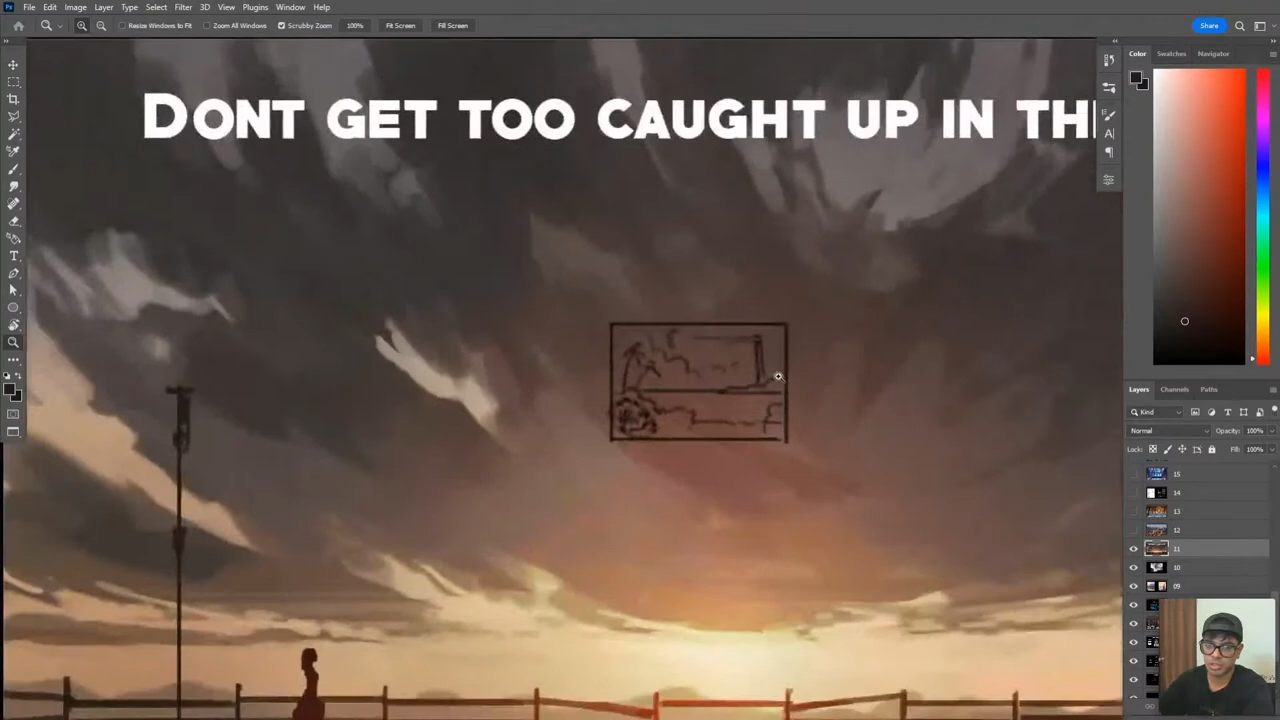 Ps File Edit Image Layer Type Select Filter 3D View Plugins Window Help
Resize Windows to Fit Zoom All Windows Scrubby Zoom 100% Fit Screen Fill Screen Share
Color Swatches Navigator
DONT GET TOO CAUGHT UP IN TH
Layers Channels Paths
Kind
Normal Opacity: 100%
Lock: Fill: 100%
15
14
13
12
11
10
09